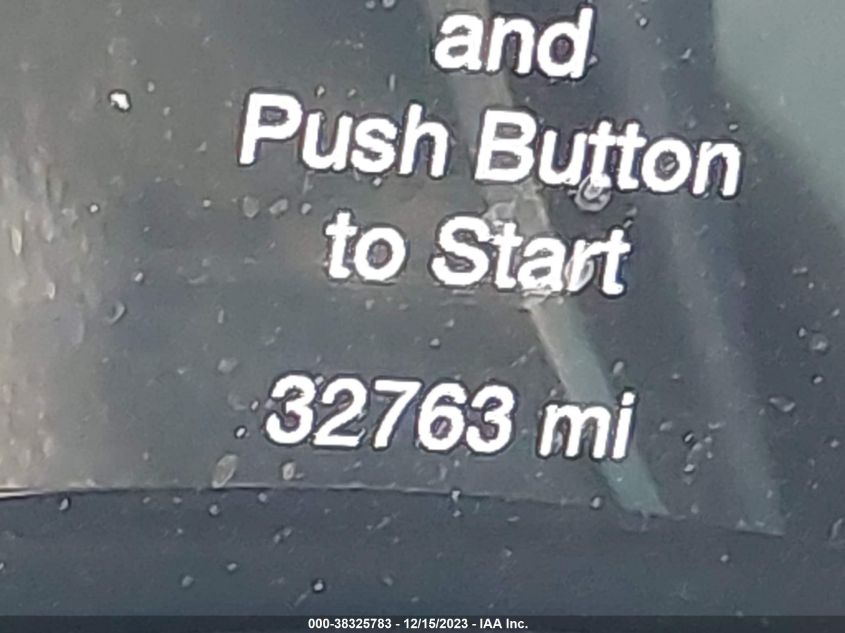 and
Push Button
to Start
32763 mi
000-38325783 - 12/15/2023 - IAA Inc.